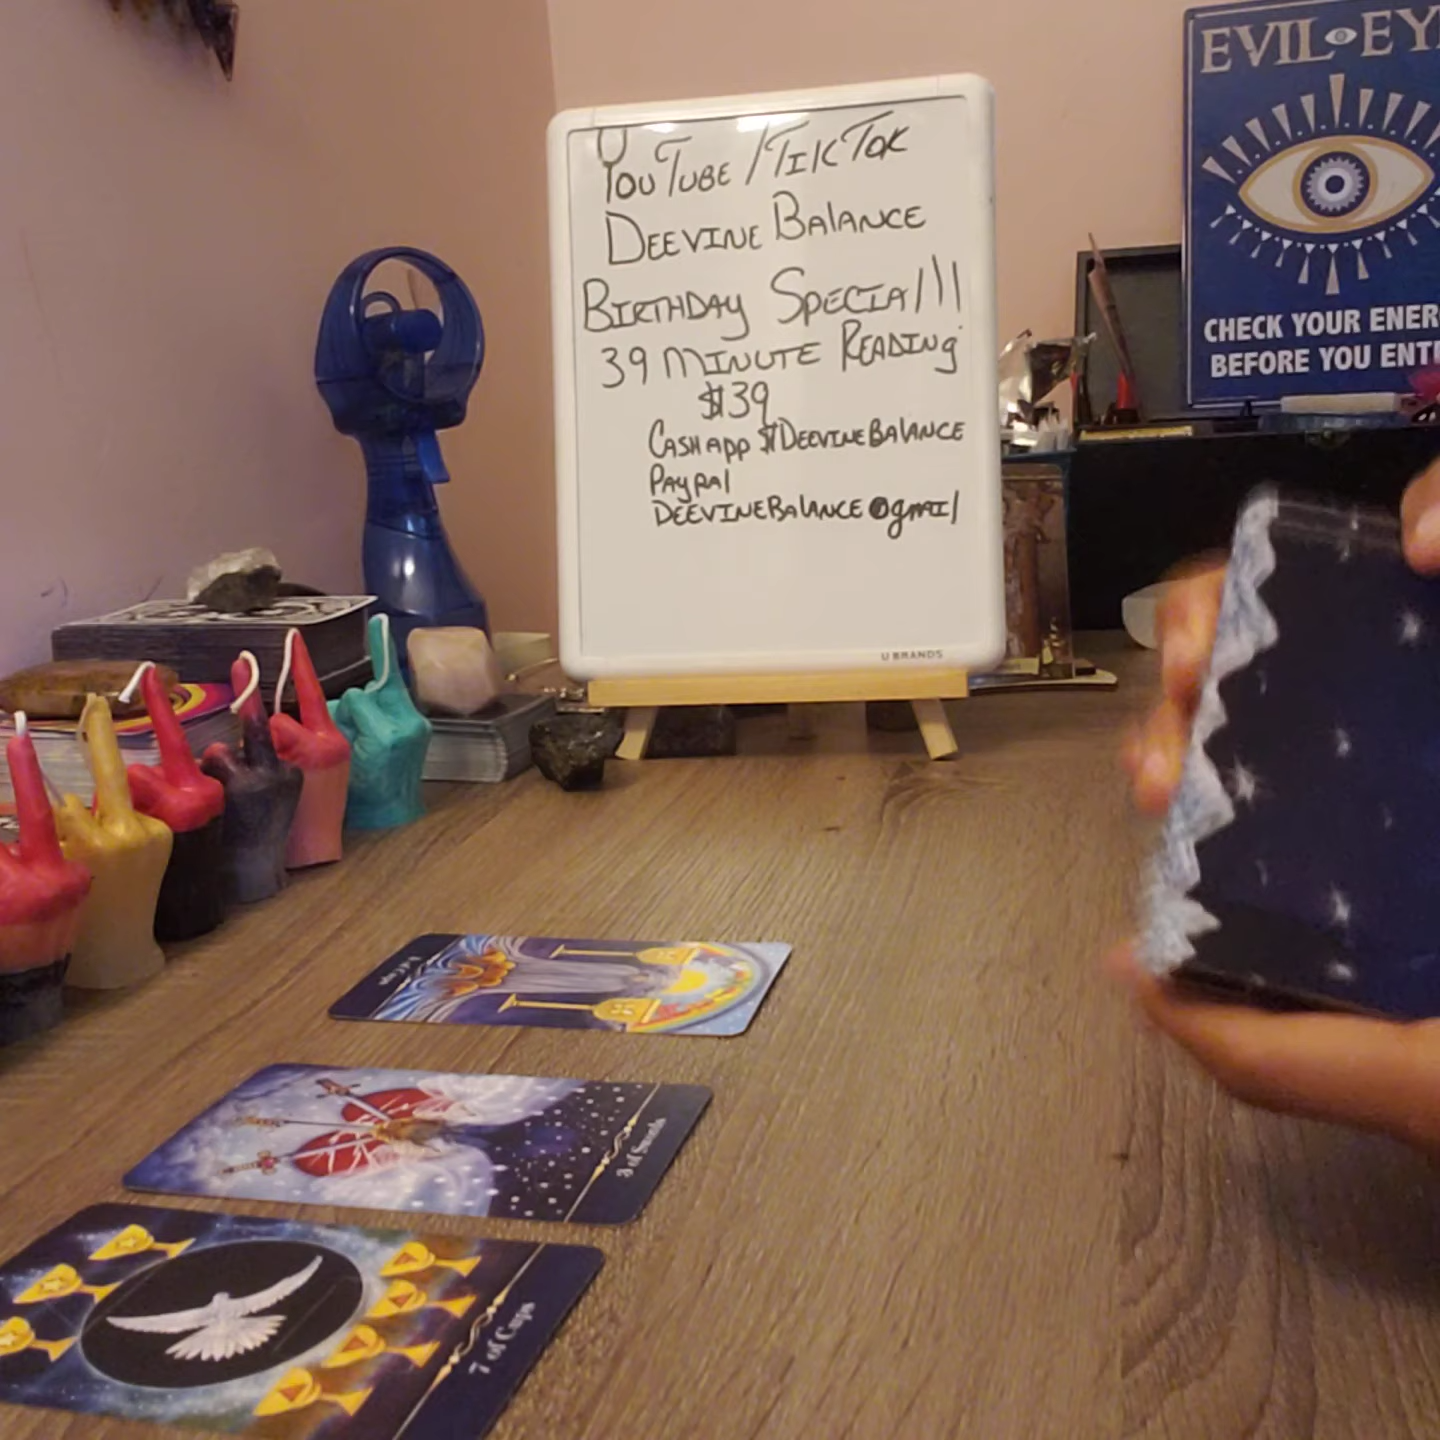 YouTube/TikTok
Deevine Balance
Birthday Special!!!
39 Minute Reading
$39
Cash app $DeevineBalance
Paypal
DeevineBalance@gmail
U BRANDS
EVIL EYE
CHECK YOUR ENER
BEFORE YOU ENT
3 of Swords
7 of Cups